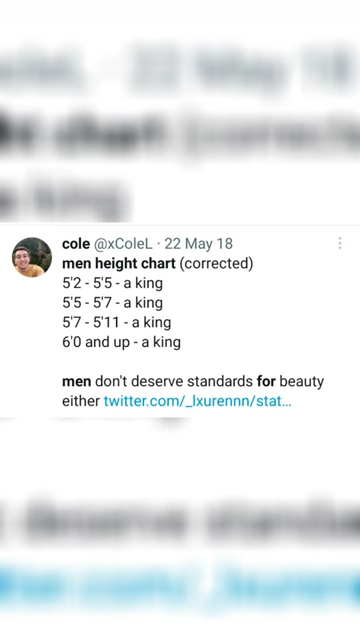 cole @xColeL · 22 May 18
men height chart (corrected)
5'2 - 5'5 - a king
5'5 - 5'7 - a king
5'7 - 5'11 - a king
6'0 and up - a king
men don't deserve standards for beauty
either twitter.com/_lxurennn/stat...